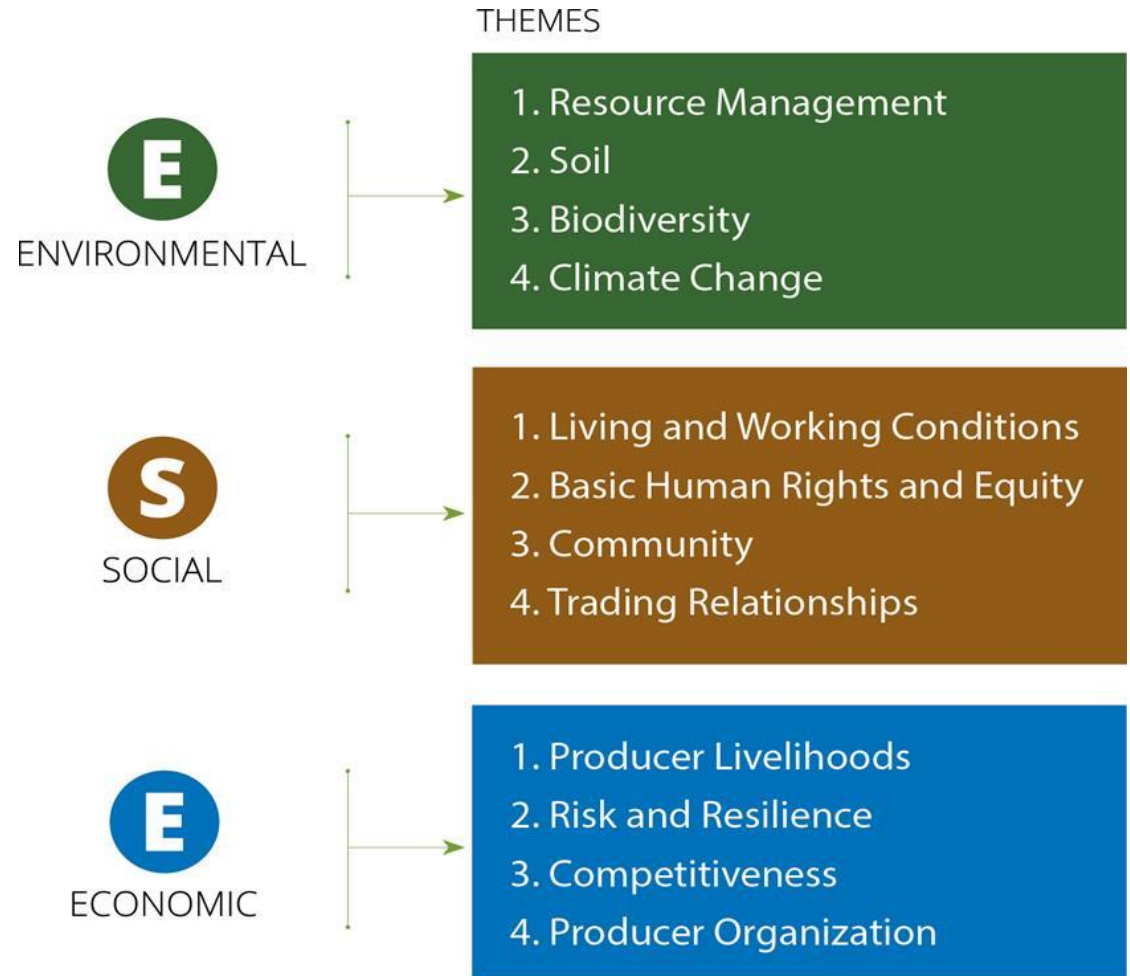 THEMES
E
ENVIRONMENTAL
1. Resource Management
2. Soil
3. Biodiversity
4. Climate Change
S
SOCIAL
1. Living and Working Conditions
2. Basic Human Rights and Equity
3. Community
4. Trading Relationships
E
ECONOMIC
1. Producer Livelihoods
2. Risk and Resilience
3. Competitiveness
4. Producer Organization